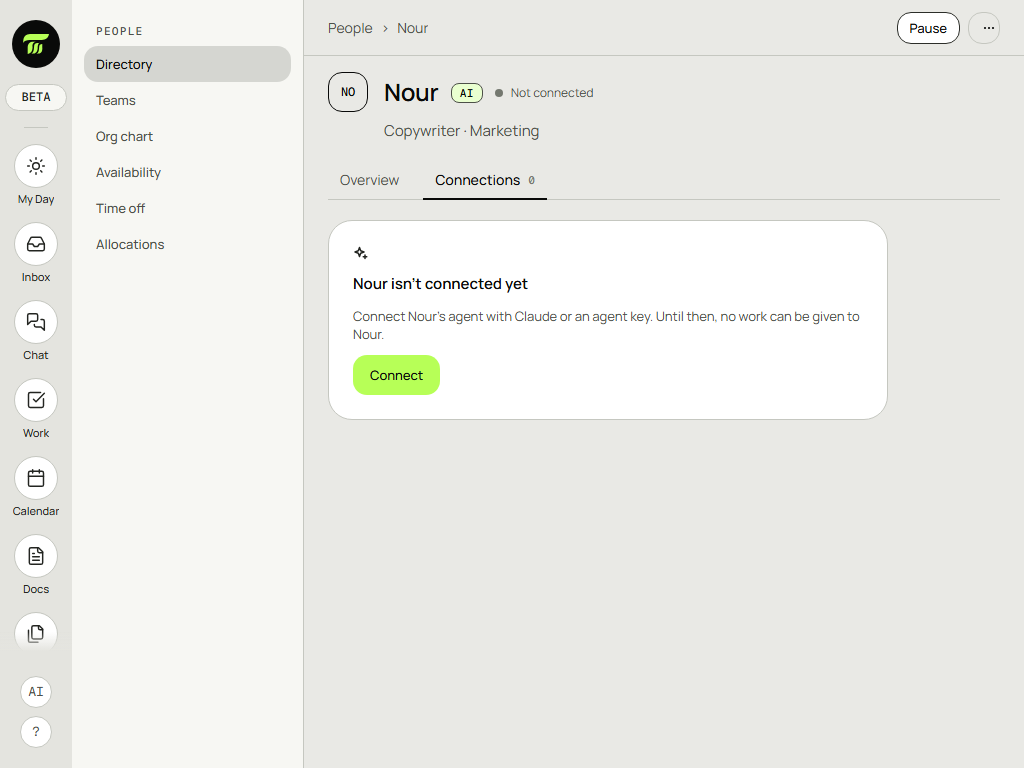 BETA
My Day
Inbox
Chat
Work
Calendar
Docs
AI
?
PEOPLE
Directory
Teams
Org chart
Availability
Time off
Allocations
People > Nour
Pause
...
NO
Nour
AI
Not connected
Copywriter · Marketing
Overview
Connections 0
Nour isn't connected yet
Connect Nour's agent with Claude or an agent key. Until then, no work can be given to
Nour.
Connect